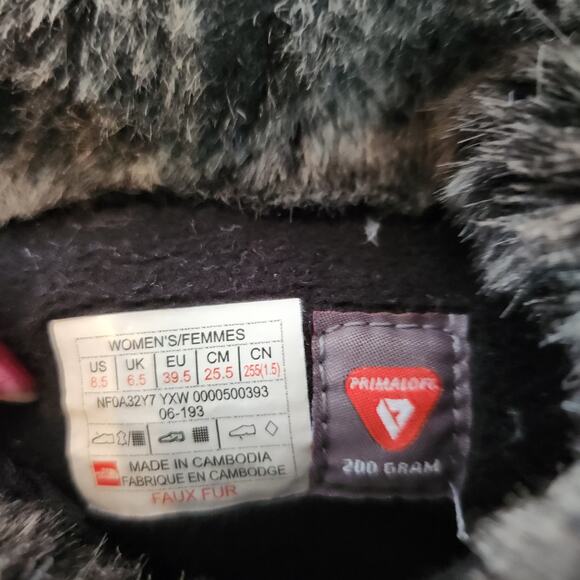 WOMEN'S/FEMMES
US UK EU CM CN
8.5 6.5 39.5 25.5 255(1.5)
NF0A32Y7 YXW 0000500393
06-193
MADE IN CAMBODIA
FABRIQUE EN CAMBODGE
FAUX FUR
PRIMALOFT
200 GRAM